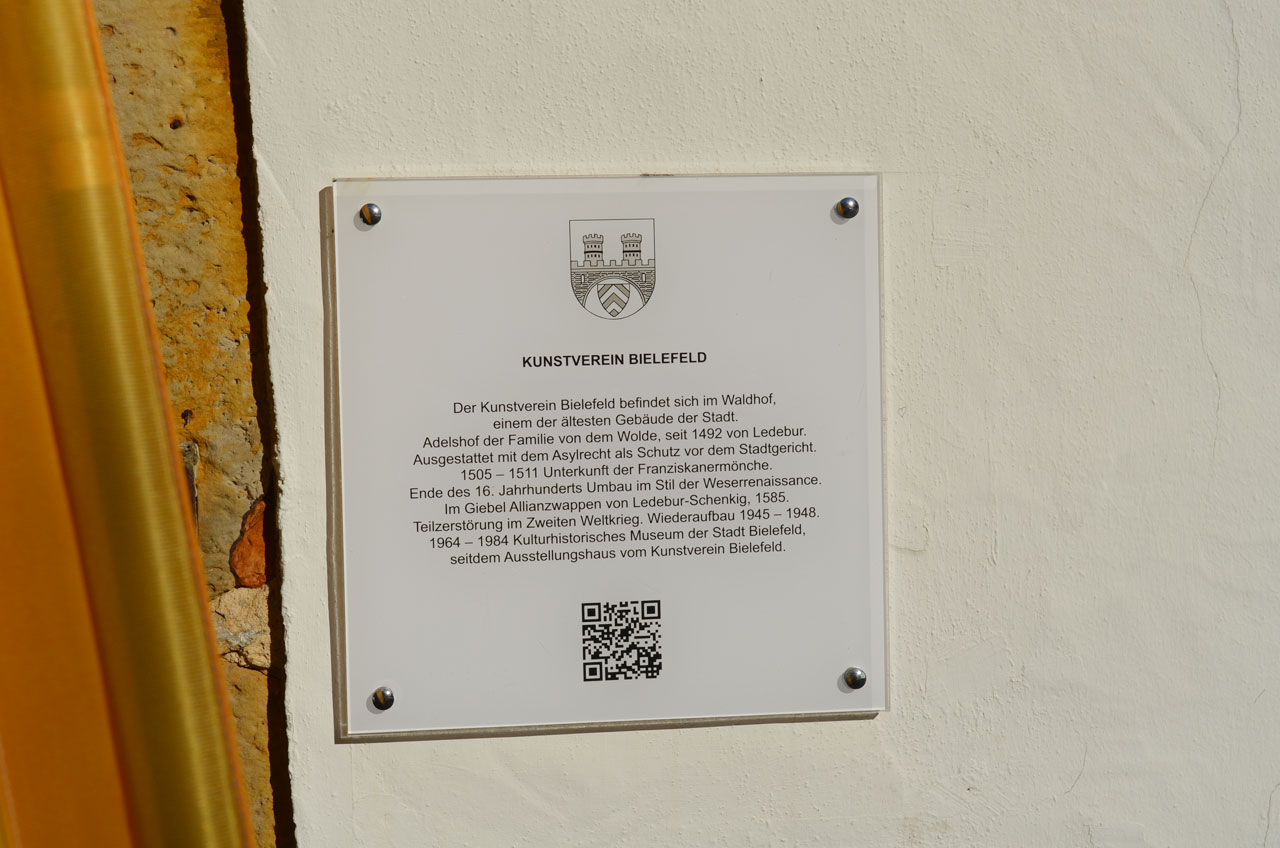 KUNSTVEREIN BIELEFELD
Der Kunstverein Bielefeld befindet sich im Waldhof,
einem der ältesten Gebäude der Stadt.
Adelshof der Familie von dem Wolde, seit 1492 von Ledebur.
Ausgestattet mit dem Asylrecht als Schutz vor dem Stadtgericht.
1505 – 1511 Unterkunft der Franziskanermönche.
Ende des 16. Jahrhunderts Umbau im Stil der Weserrenaissance.
Im Giebel Allianzwappen von Ledebur-Schenkig, 1585.
Teilzerstörung im Zweiten Weltkrieg. Wiederaufbau 1945 – 1948.
1964 – 1984 Kulturhistorisches Museum der Stadt Bielefeld,
seitdem Ausstellungshaus vom Kunstverein Bielefeld.